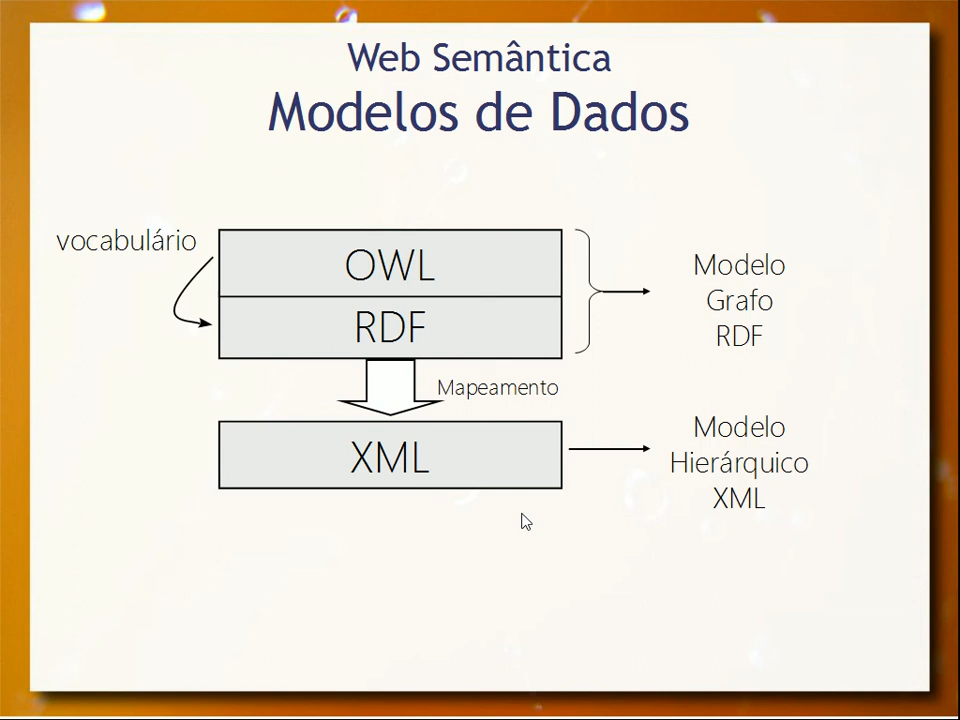 Web Semântica
Modelos de Dados
vocabulário
OWL
RDF
Modelo
Grafo
RDF
Mapeamento
XML
Modelo
Hierárquico
XML